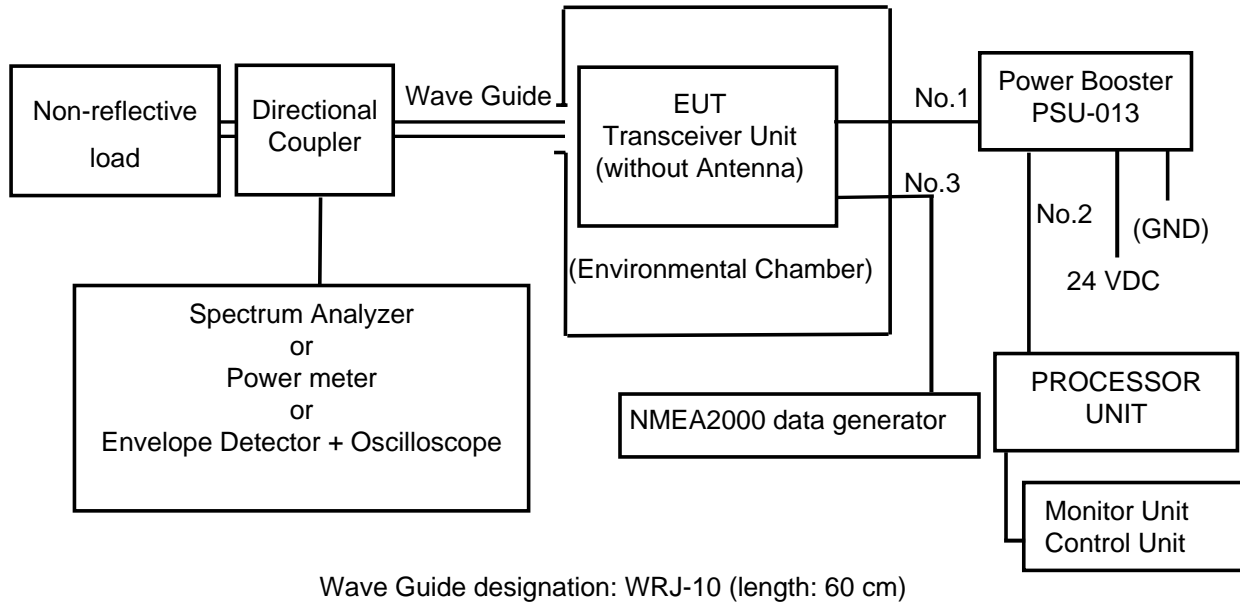 Non-reflective
load
Directional
Coupler
Wave Guide
EUT
Transceiver Unit
(without Antenna)
No.1
Power Booster
PSU-013
No.3
No.2
(GND)
24 VDC
(Environmental Chamber)
Spectrum Analyzer
or
Power meter
or
Envelope Detector + Oscilloscope
NMEA2000 data generator
PROCESSOR
UNIT
Monitor Unit
Control Unit
Wave Guide designation: WRJ-10 (length: 60 cm)